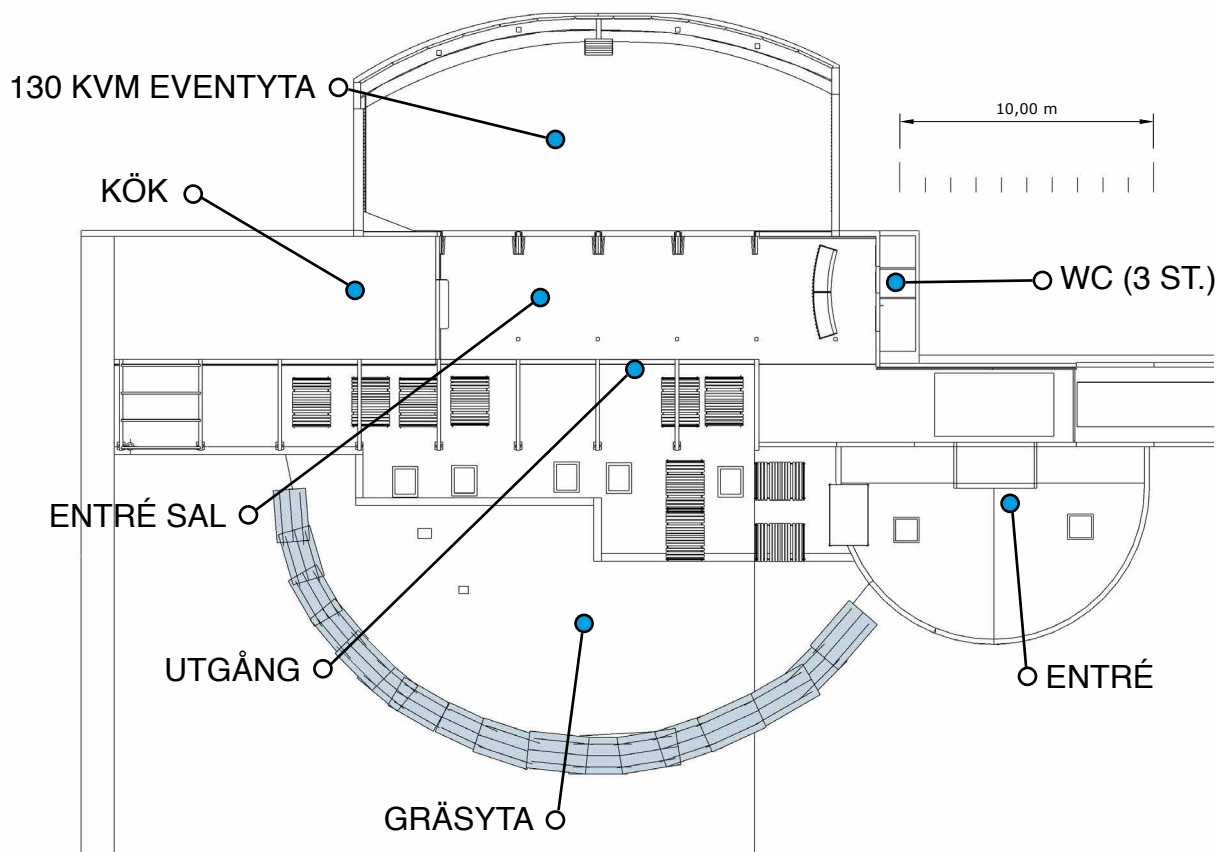 130 KVM EVENTYTA
10,00 m
KÖK
WC (3 ST.)
ENTRÉ SAL
UTGÅNG
ENTRÉ
GRÄSYTA